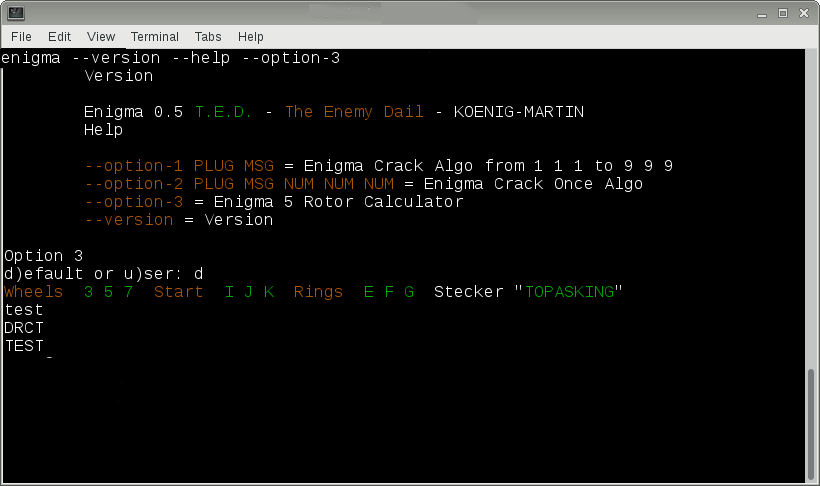 File Edit View Terminal Tabs Help
enigma --version --help --option-3
Version
Enigma 0.5 T.E.D. - The Enemy Dail - KOENIG-MARTIN
Help
--option-1 PLUG MSG = Enigma Crack Algo from 1 1 1 to 9 9 9
--option-2 PLUG MSG NUM NUM NUM = Enigma Crack Once Algo
--option-3 = Enigma 5 Rotor Calculator
--version = Version
Option 3
d)efault or u)ser: d
Wheels 3 5 7 Start I J K Rings E F G Stecker "TOPASKING"
test
DRCT
TEST_